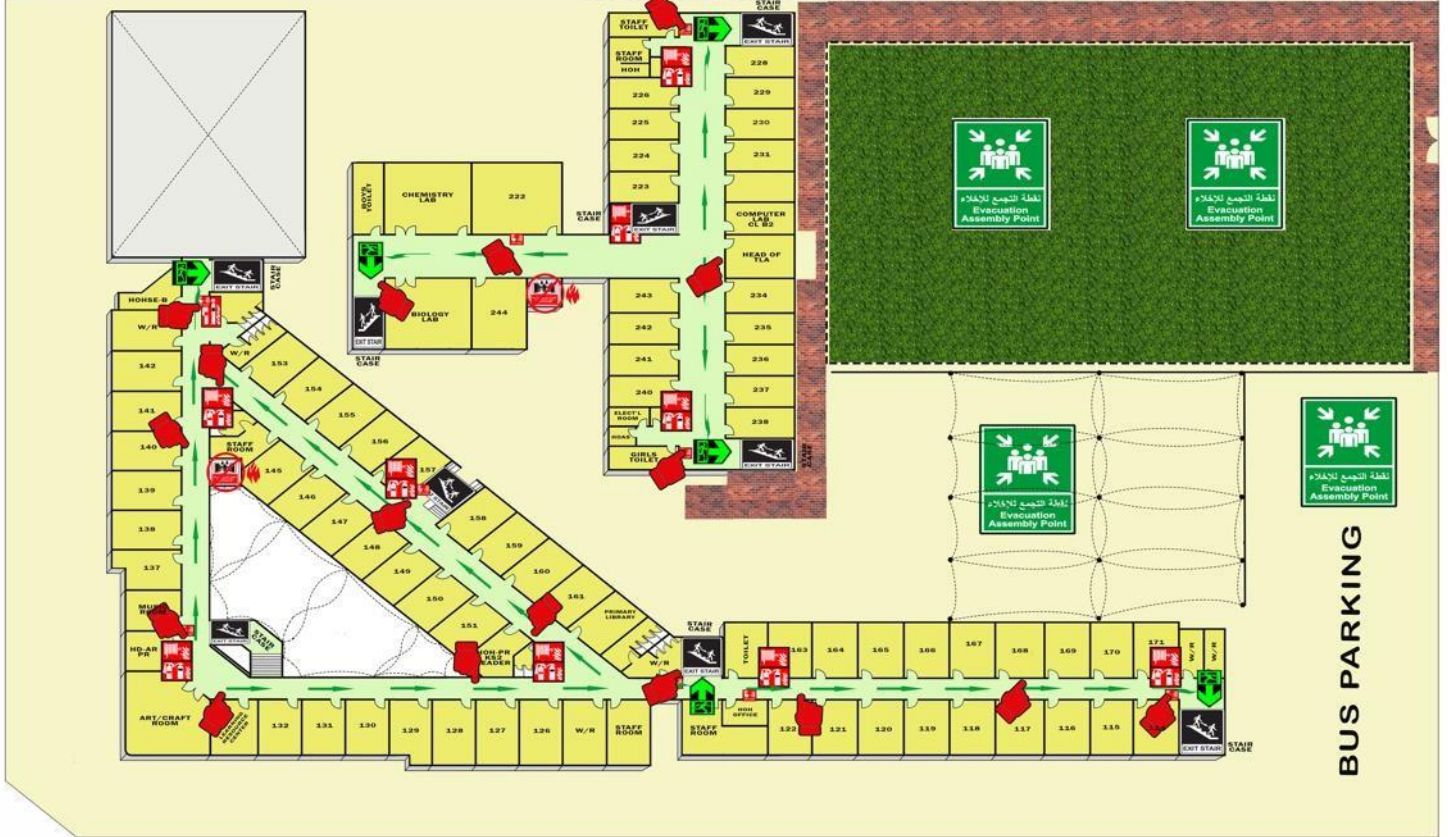 STAIR
CASE
STAFF
TOILET
EXIT STAIR
STAFF
ROOM
HOH
228
226
229
225
230
224
231
223
COMPUTER
LAB
CL B2
STAIR
CASE
EXIT STAIR
HEAD OF
TLA
243
234
242
235
241
236
240
237
ELECT'L
ROOM
238
HOAS
GIRLS
TOILET
EXIT STAIR
STAIR
CASE
BOYS
TOILET
CHEMISTRY
LAB
222
BIOLOGY
LAB
244
EXIT STAIR
STAIR
CASE
نقطة التجمع للإخلاء
Evacuation
Assembly Point
نقطة التجمع للإخلاء
Evacuation
Assembly Point
نقطة التجمع للإخلاء
Evacuation
Assembly Point
نقطة التجمع للإخلاء
Evacuation
Assembly Point
BUS PARKING
EXIT STAIR
STAIR
CASE
HOHSE-B
W/R
W/R
142
141
140
139
138
137
ROOM
HD-AR
PR
ART/CRAFT
ROOM
153
154
155
156
157
158
159
160
161
PRIMARY
LIBRARY
W/R
STAFF
ROOM
145
146
147
148
149
150
151
HOH-PR
KS2
EXIT STAIR
STAIR
CASE
RESOURCE
CENTER
132
131
130
129
128
127
126
W/R
STAFF
ROOM
STAIR
CASE
EXIT STAIR
TOILET
163
164
165
166
167
168
169
170
171
W/R
W/R
STAFF
ROOM
HOH
OFFICE
122
121
120
119
118
117
116
115
EXIT STAIR
STAIR
CASE